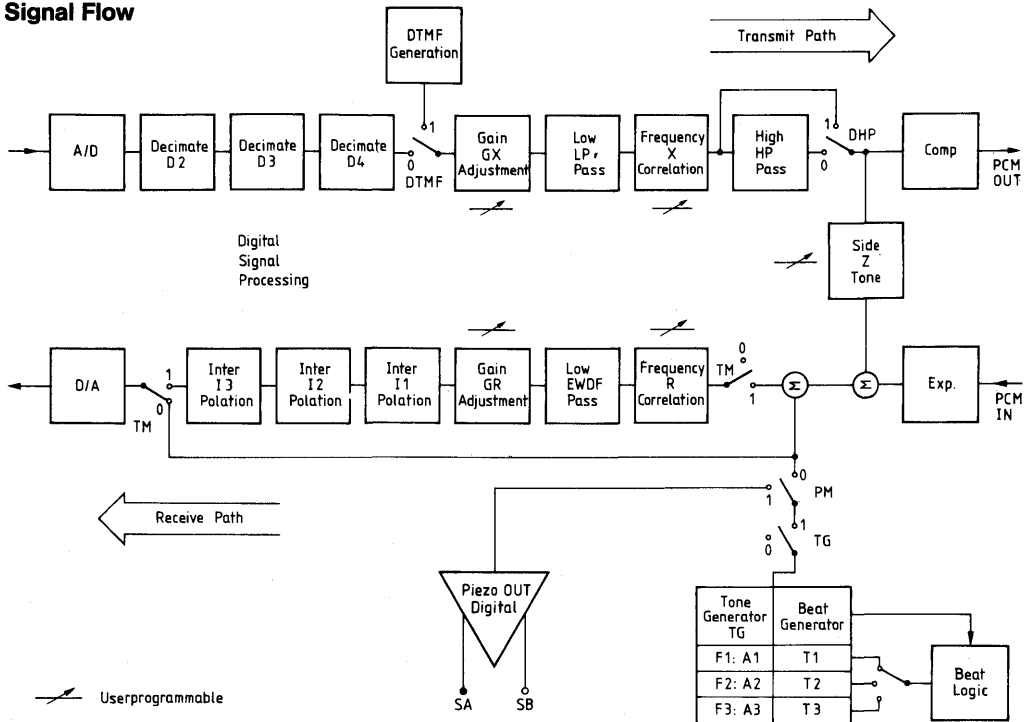 Signal Flow
DTMF
Generation
Transmit Path
A/D
Decimate
D2
Decimate
D3
Decimate
D4
1
0
DTMF
Gain
GX
Adjustment
Low
LP,
Pass
Frequency
X
Correlation
High
HP
Pass
1
DHP
0
Comp
PCM
OUT
Digital
Signal
Processing
Side
Z
Tone
D/A
1
0
TM
Inter
I3
Polation
Inter
I2
Polation
Inter
I1
Polation
Gain
GR
Adjustment
Low
EWDF
Pass
Frequency
R
Correlation
0
TM
1
Σ
Σ
Exp.
PCM
IN
0
1
PM
1
0
TG
Receive Path
Piezo OUT
Digital
SA
SB
Tone
Generator
TG
Beat
Generator
F1: A1
T1
F2: A2
T2
F3: A3
T3
Beat
Logic
Userprogrammable